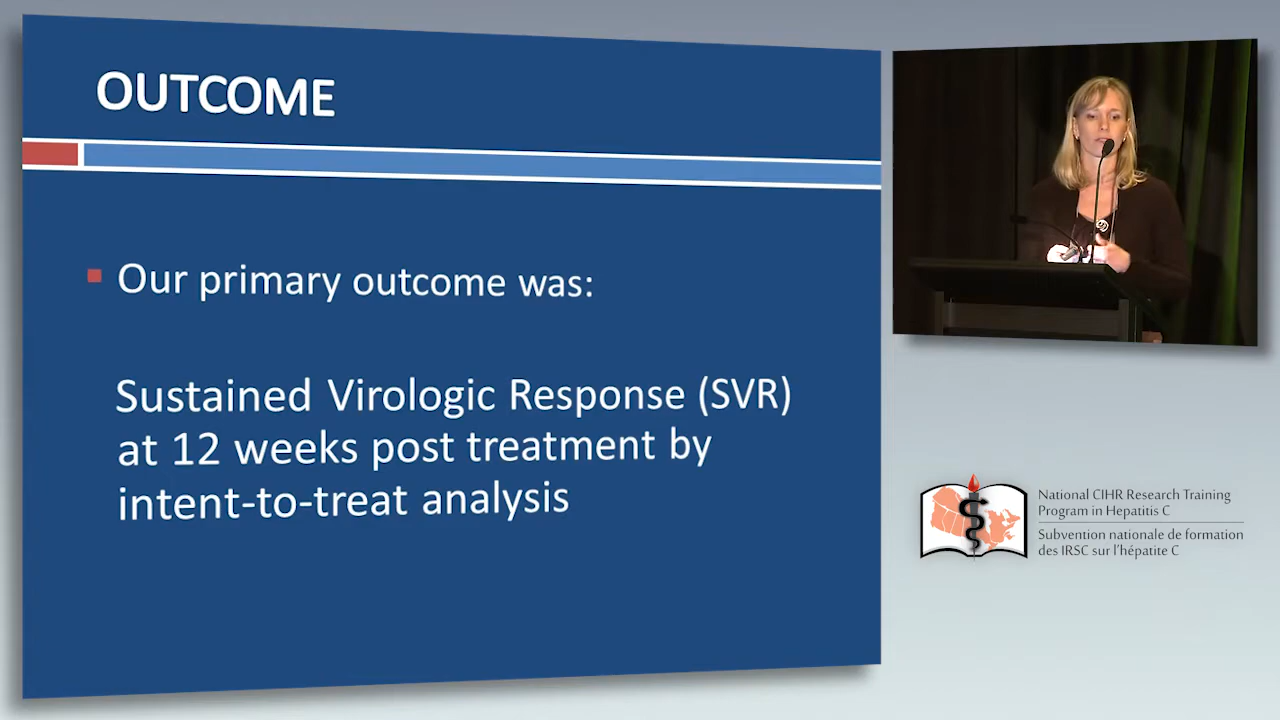 OUTCOME
Our primary outcome was:
Sustained Virologic Response (SVR)
at 12 weeks post treatment by
intent-to-treat analysis
National CIHR Research Training
Program in Hepatitis C
Subvention nationale de formation
des IRSC sur l'hépatite C